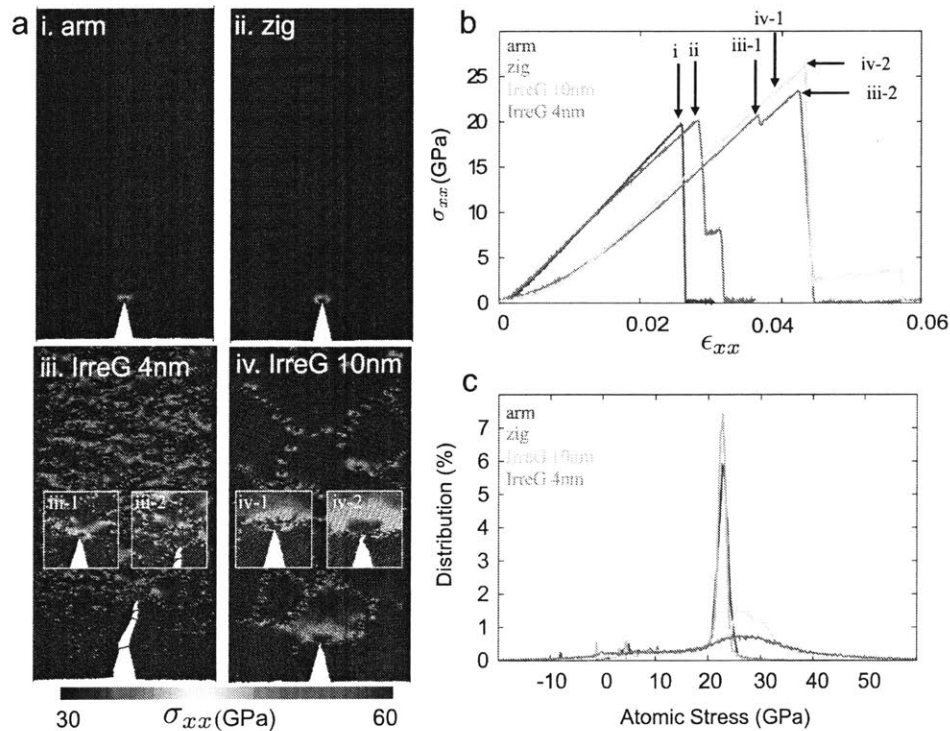 a
i. arm
ii. zig
iii. IrreG 4nm
iv. IrreG 10nm
iii-1
iii-2
iv-1
iv-2
30
σxx(GPa)
60
b
arm
zig
IrreG 10nm
IrreG 4nm
i
ii
iii-1
iv-1
iv-2
iii-2
25
20
15
10
5
0
σxx(GPa)
0
0.02
0.04
0.06
ϵxx
c
arm
zig
IrreG 10nm
IrreG 4nm
7
6
5
4
3
2
1
0
Distribution (%)
-10
0
10
20
30
40
50
Atomic Stress (GPa)